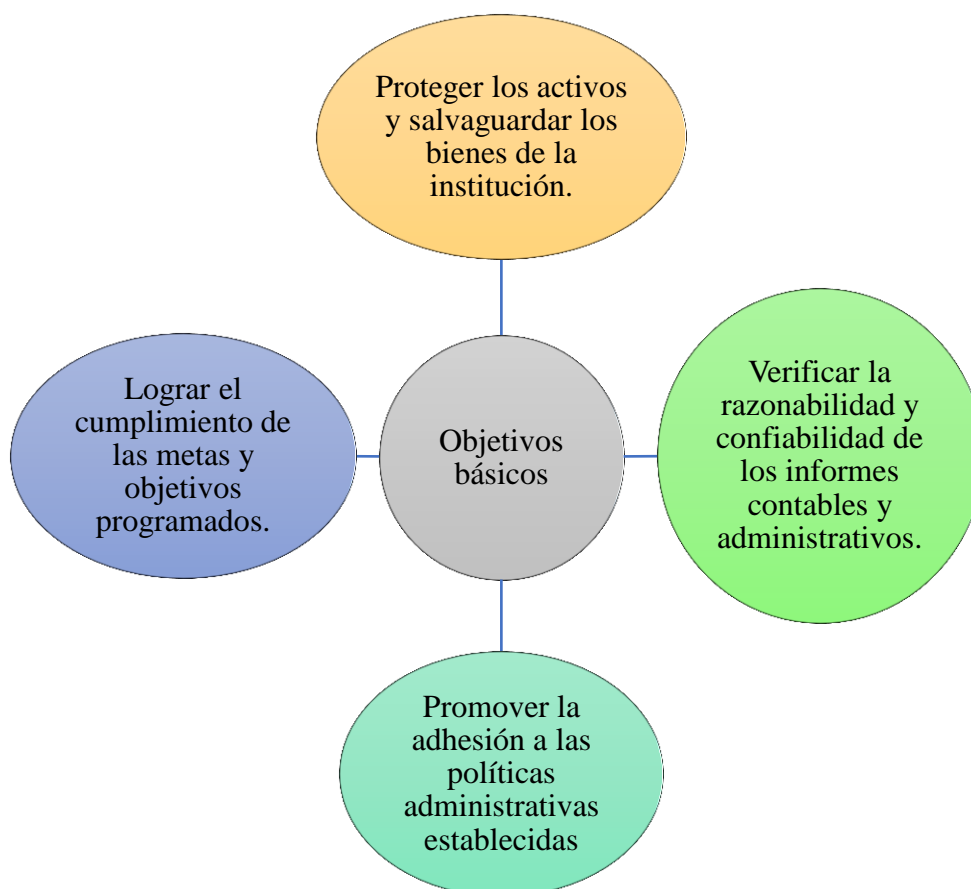 Proteger los activos
y salvaguardar los
bienes de la
institución.
Lograr el
cumplimiento de
las metas y
objetivos
programados.
Objetivos
básicos
Verificar la
razonabilidad y
confiabilidad de
los informes
contables y
administrativos.
Promover la
adhesión a las
políticas
administrativas
establecidas